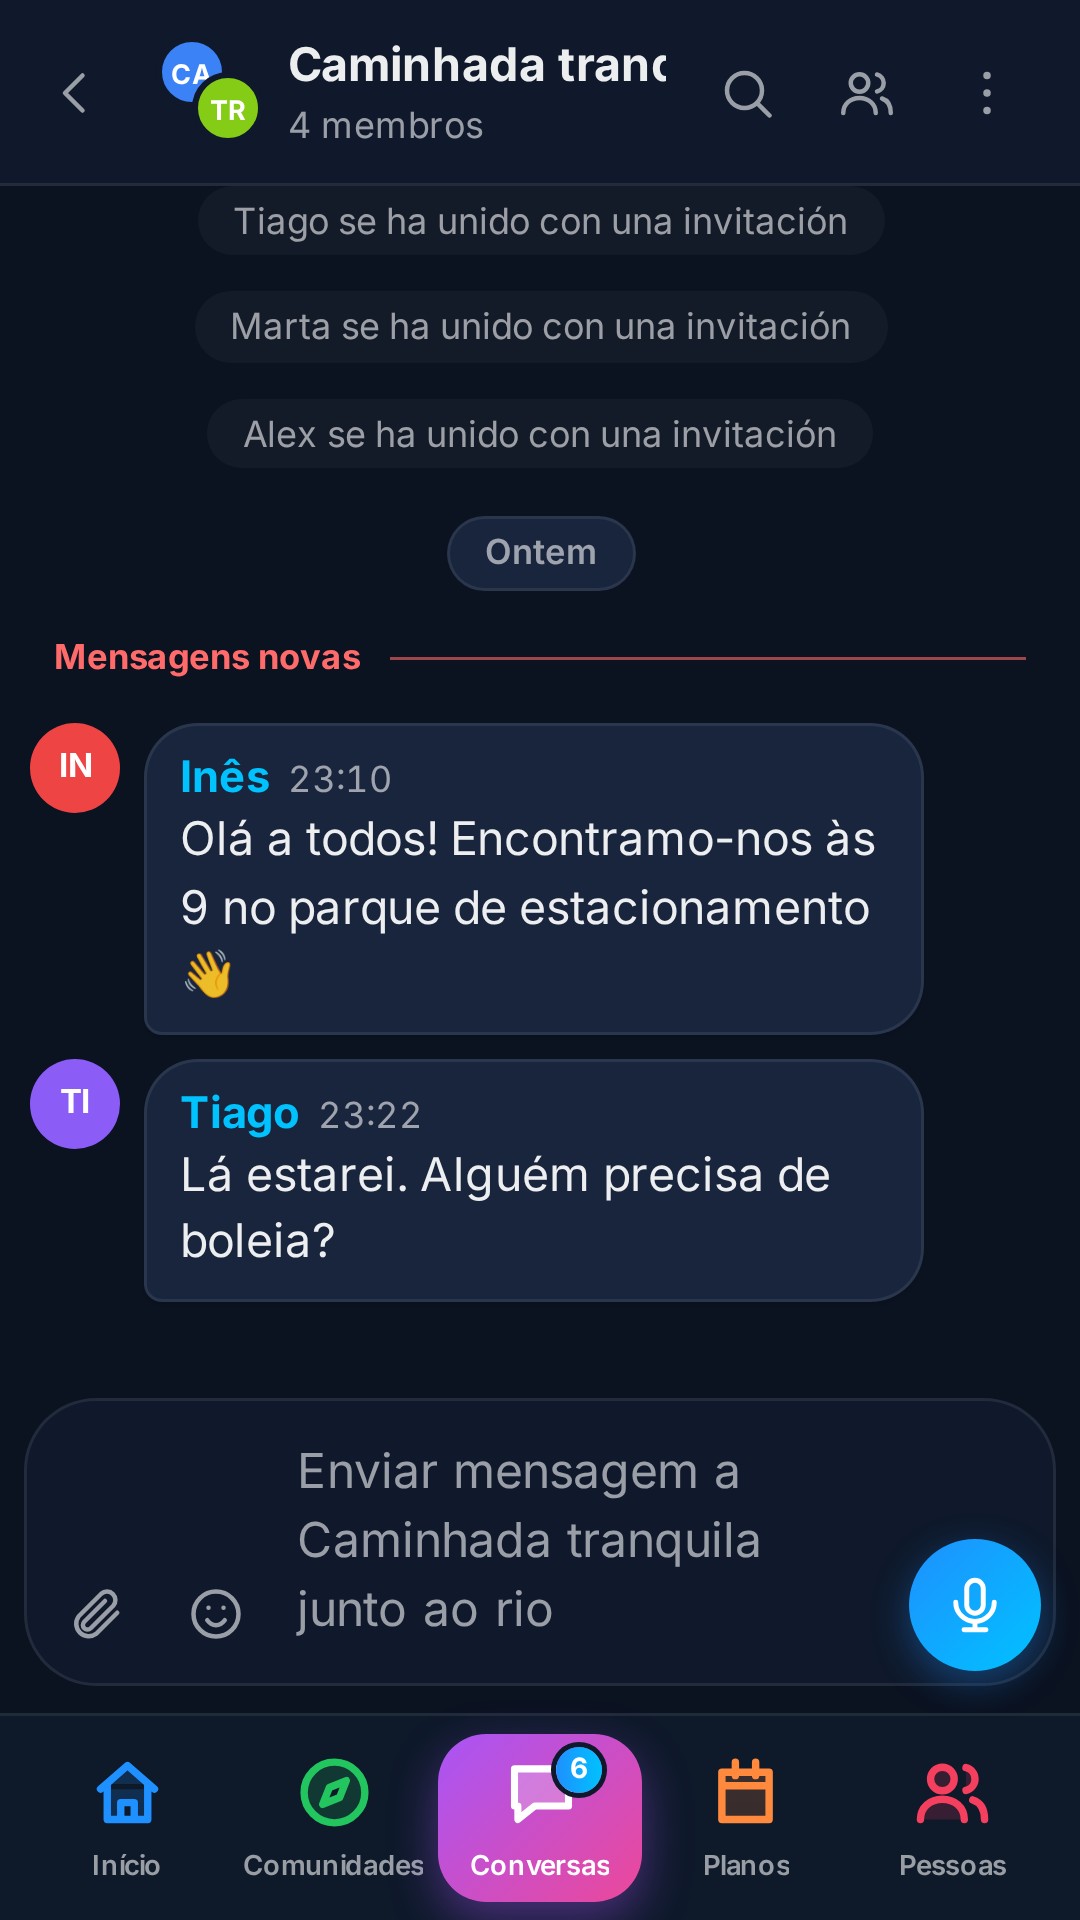 CA
TR
Caminhada tranq
4 membros
Tiago se ha unido con una invitación
Marta se ha unido con una invitación
Alex se ha unido con una invitación
Ontem
Mensagens novas
IN
Inês 23:10
Olá a todos! Encontramo-nos às
9 no parque de estacionamento
👋
TI
Tiago 23:22
Lá estarei. Alguém precisa de
boleia?
Enviar mensagem a
Caminhada tranquila
junto ao rio
6
Início
Comunidades
Conversas
Planos
Pessoas